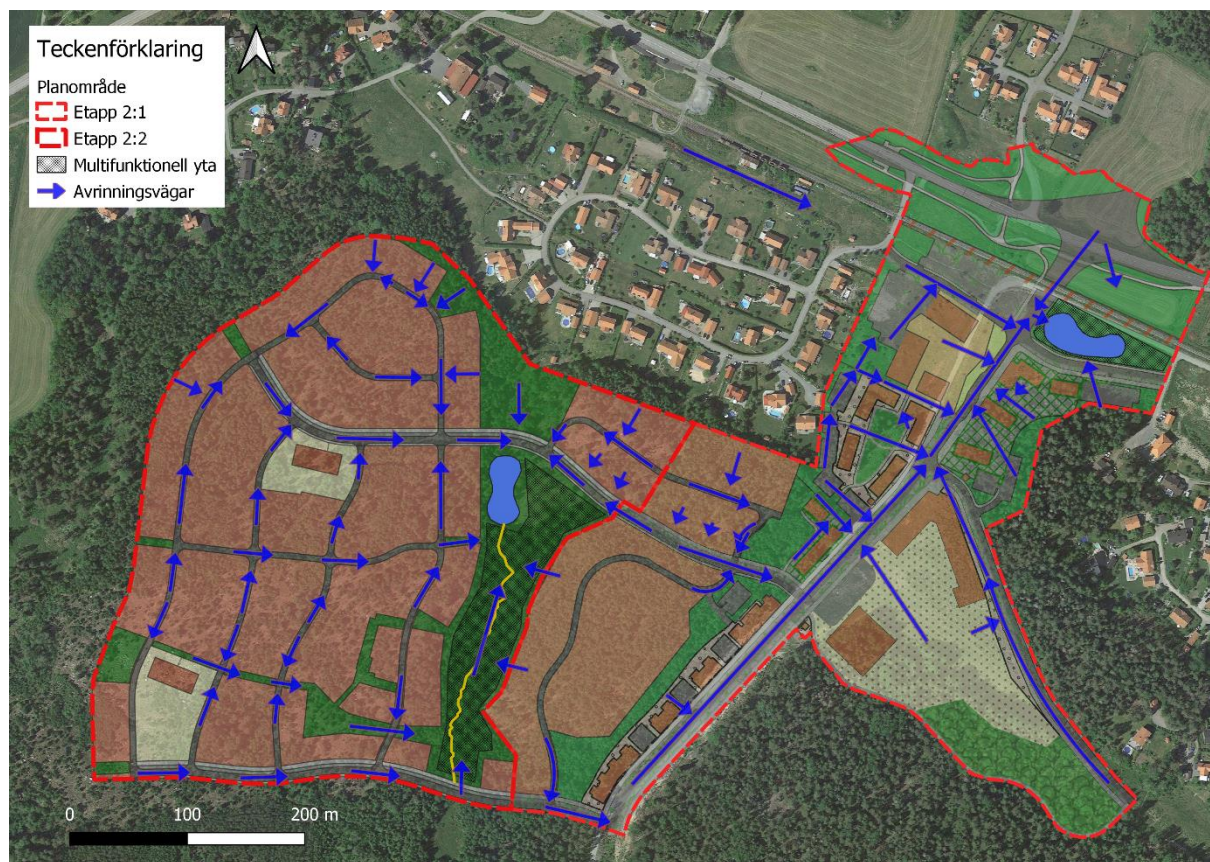 Teckenförklaring
Planområde
Etapp 2:1
Etapp 2:2
Multifunktionell yta
Avrinningsvägar
0 100 200 m